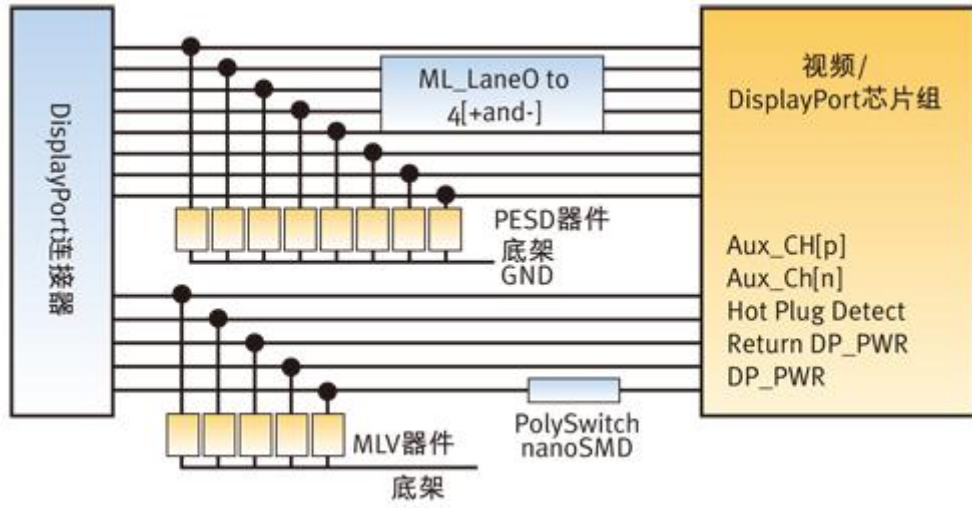 DisplayPort连接器
ML_LaneO to
4[+and-]
视频/
DisplayPort芯片组
PESD器件
底架
GND
Aux_CH[p]
Aux_Ch[n]
Hot Plug Detect
Return DP_PWR
DP_PWR
PolySwitch
nanoSMD
MLV器件
底架